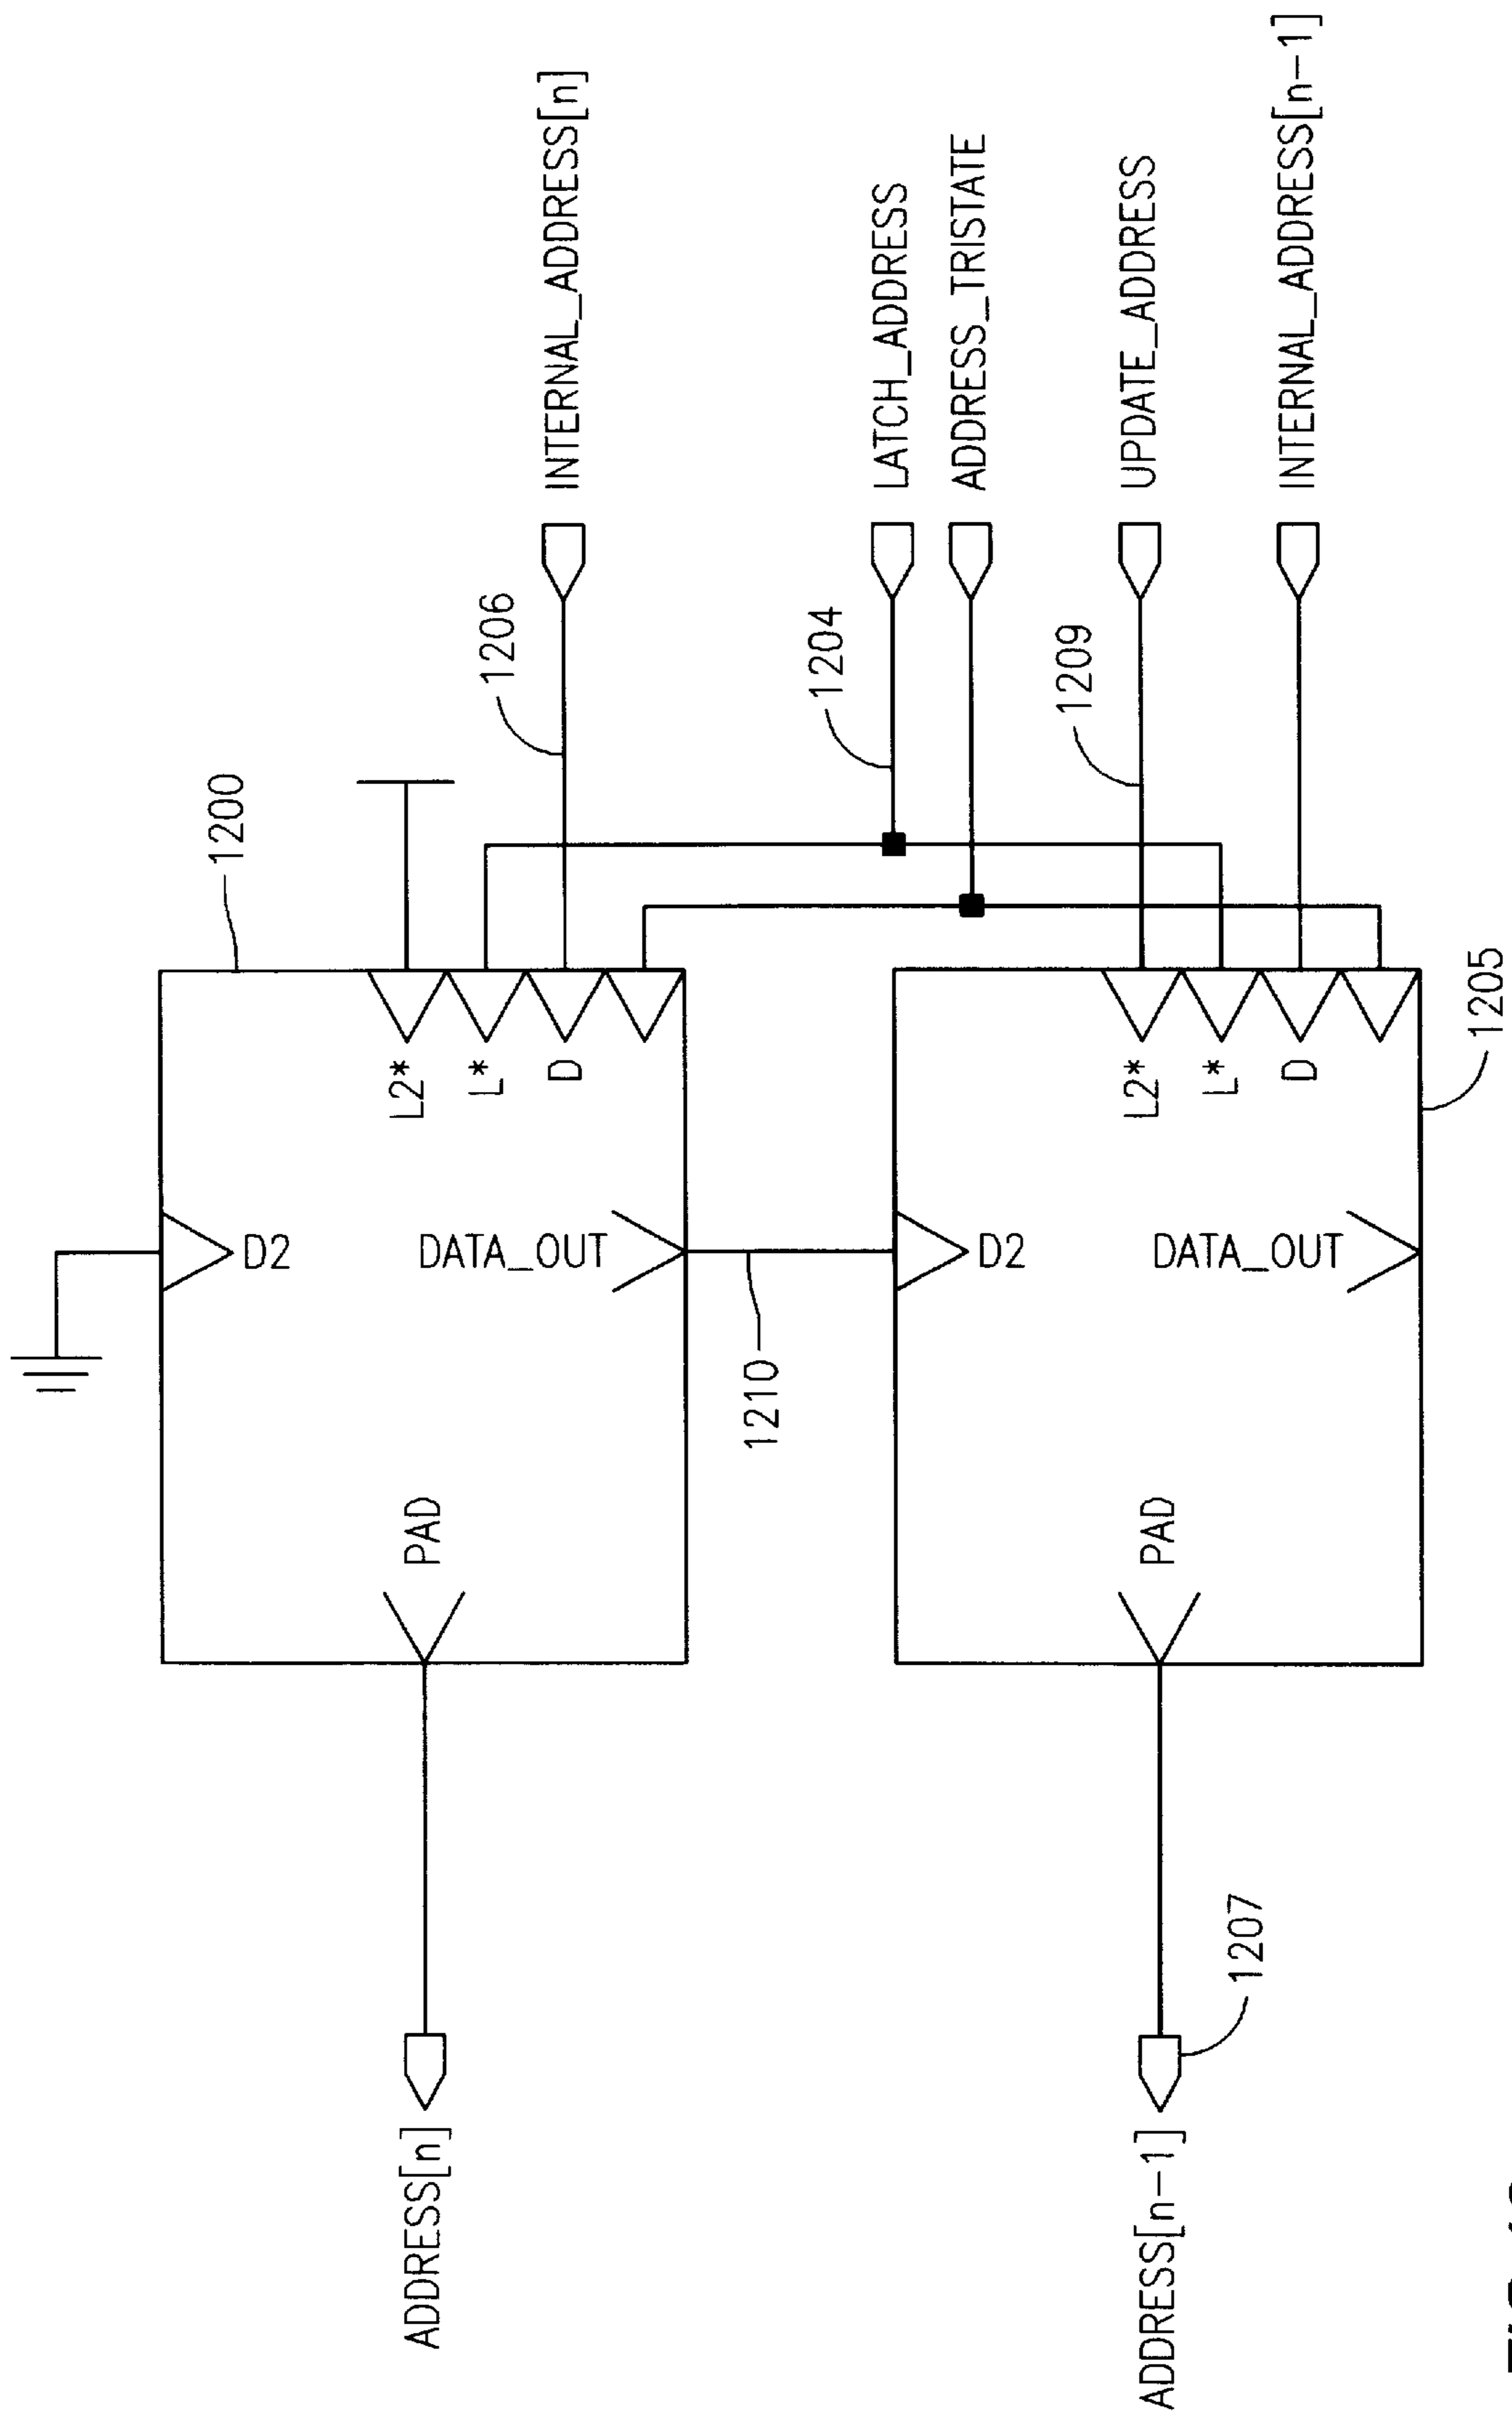 1200
D2
DATA_OUT
PAD
L2*
L*
D
ADDRESS[n]
1206
INTERNAL_ADDRESS[n]
1204
LATCH_ADDRESS
ADDRESS_TRISTATE
1210
1209
UPDATE_ADDRESS
INTERNAL_ADDRESS[n-1]
D2
DATA_OUT
PAD
L2*
L*
D
1205
1207
ADDRESS[n-1]